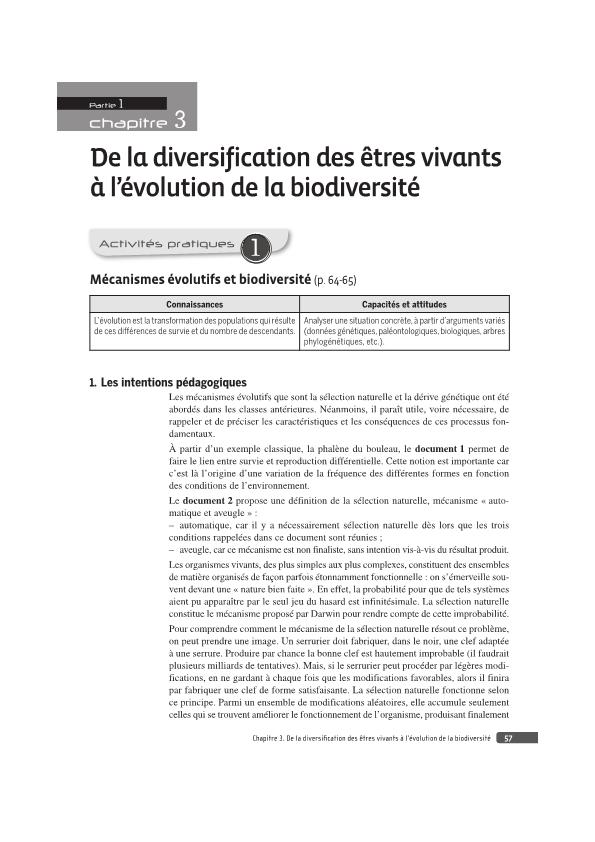 Partie 1
chapitre 3
De la diversification des êtres vivants
à l'évolution de la biodiversité
Activités pratiques 1
Mécanismes évolutifs et biodiversité (p. 64-65)
Connaissances
Capacités et attitudes
L'évolution est la transformation des populations qui résulte
de ces différences de survie et du nombre de descendants.
Analyser une situation concrète, à partir d'arguments variés
(données génétiques, paléontologiques, biologiques, arbres
phylogénétiques, etc.).
1. Les intentions pédagogiques
Les mécanismes évolutifs que sont la sélection naturelle et la dérive génétique ont été
abordés dans les classes antérieures. Néanmoins, il paraît utile, voire nécessaire, de
rappeler et de préciser les caractéristiques et les conséquences de ces processus fon-
damentaux.
À partir d'un exemple classique, la phalène du bouleau, le document 1 permet de
faire le lien entre survie et reproduction différentielle. Cette notion est importante car
c'est là l'origine d'une variation de la fréquence des différentes formes en fonction
des conditions de l'environnement.
Le document 2 propose une définition de la sélection naturelle, mécanisme « auto-
matique et aveugle » :
– automatique, car il y a nécessairement sélection naturelle dès lors que les trois
conditions rappelées dans ce document sont réunies ;
– aveugle, car ce mécanisme est non finaliste, sans intention vis-à-vis du résultat produit.
Les organismes vivants, des plus simples aux plus complexes, constituent des ensembles
de matière organisés de façon parfois étonnamment fonctionnelle : on s'émerveille sou-
vent devant une « nature bien faite ». En effet, la probabilité pour que de tels systèmes
aient pu apparaître par le seul jeu du hasard est infinitésimale. La sélection naturelle
constitue le mécanisme proposé par Darwin pour rendre compte de cette improbabilité.
Pour comprendre comment le mécanisme de la sélection naturelle résout ce problème,
on peut prendre une image. Un serrurier doit fabriquer, dans le noir, une clef adaptée
à une serrure. Produire par chance la bonne clef est hautement improbable (il faudrait
plusieurs milliards de tentatives). Mais, si le serrurier peut procéder par légères modi-
fications, en ne gardant à chaque fois que les modifications favorables, alors il finira
par fabriquer une clef de forme satisfaisante. La sélection naturelle fonctionne selon
ce principe. Parmi un ensemble de modifications aléatoires, elle accumule seulement
celles qui se trouvent améliorer le fonctionnement de l'organisme, produisant finalement
Chapitre 3. De la diversification des êtres vivants à l'évolution de la biodiversité 57